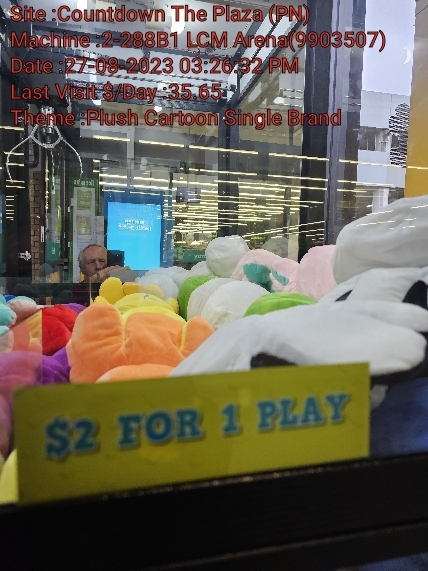 Site :Countdown The Plaza (PN)
Machine :2-288B1 LCM Arena(9903507)
Date :27-08-2023 03:26:32 PM
Last Visit $/Day :35.65
Theme :Plush Cartoon Single Brand
$2 FOR 1 PLAY